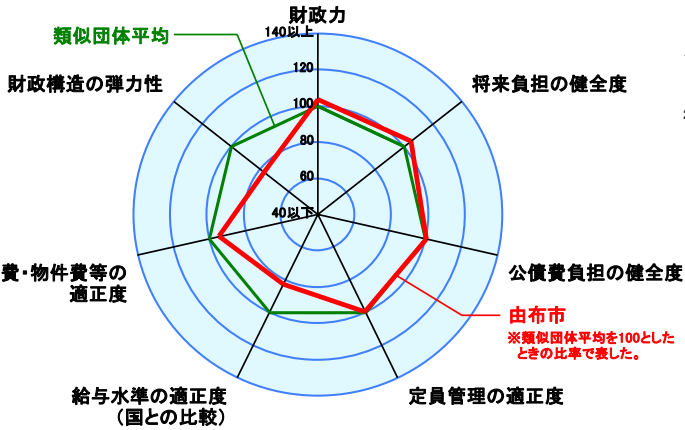 財政力
140以上
類似団体平均
120
財政構造の弾力性
将来負担の健全度
100
80
60
40以下
費・物件費等の
適正度
公債費負担の健全度
由布市
※類似団体平均を100とした
ときの比率で表した。
給与水準の適正度
(国との比較)
定員管理の適正度